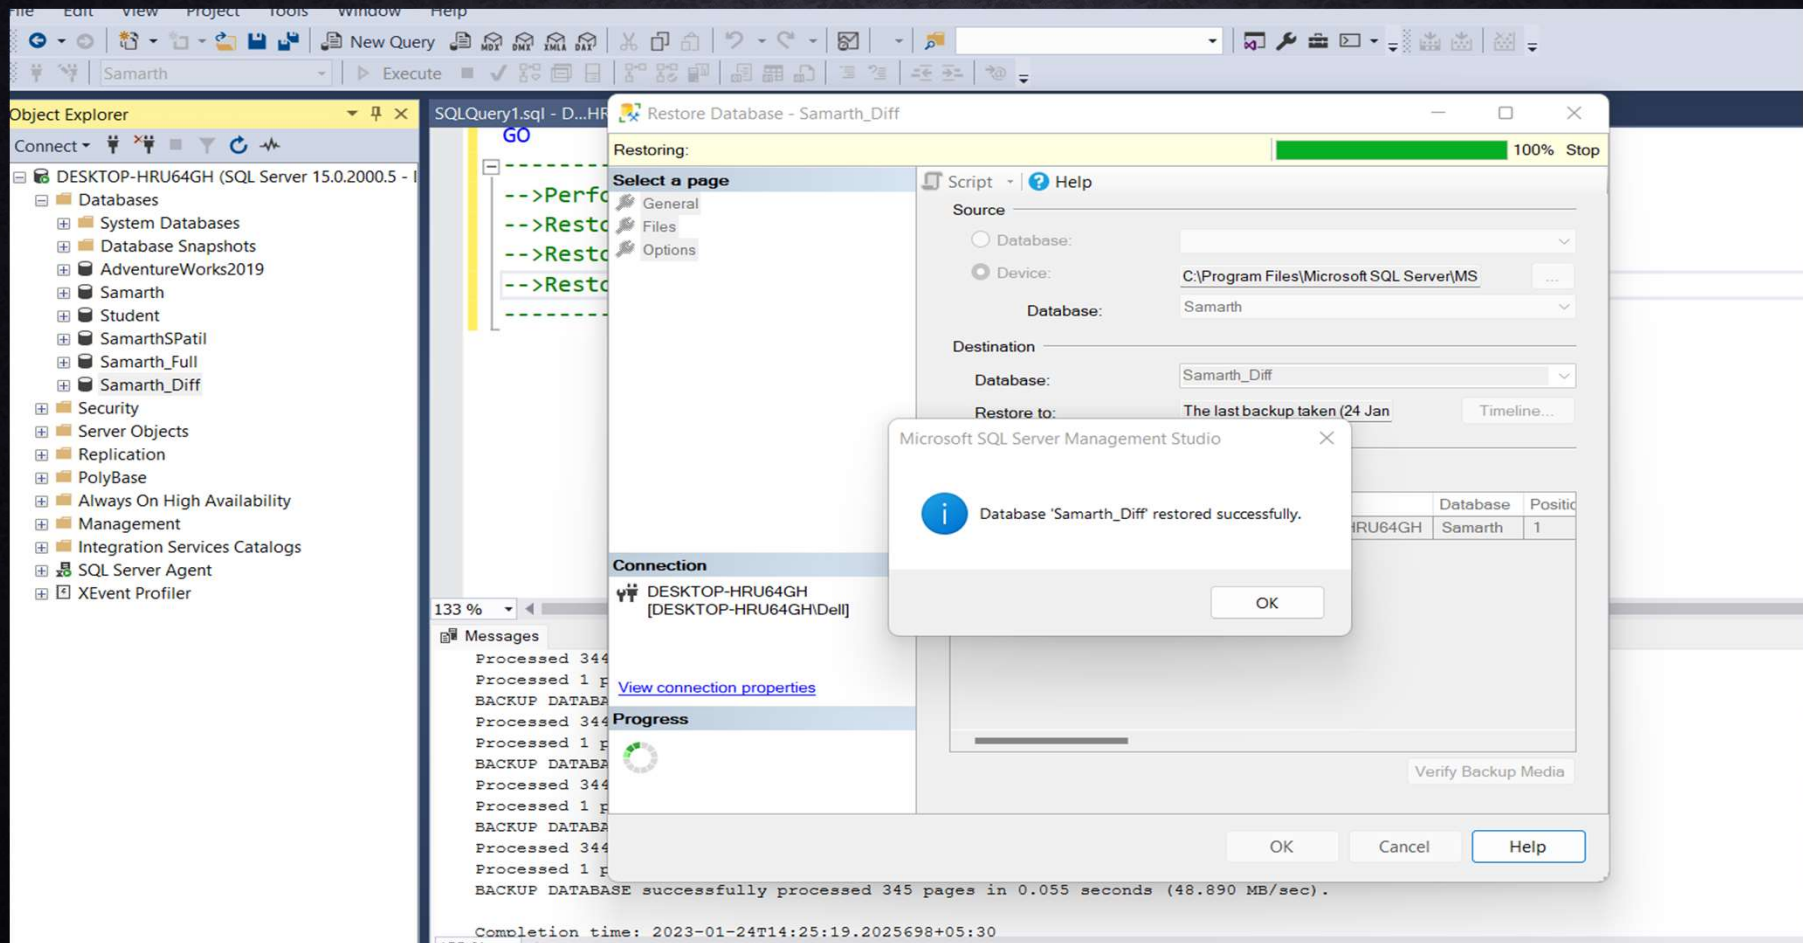 File Edit View Project Tools Window Help
New Query MDX DMX XMLA DAX
Samarth Execute
Object Explorer
Connect
DESKTOP-HRU64GH (SQL Server 15.0.2000.5 - I
Databases
System Databases
Database Snapshots
AdventureWorks2019
Samarth
Student
SamarthSPatil
Samarth_Full
Samarth_Diff
Security
Server Objects
Replication
PolyBase
Always On High Availability
Management
Integration Services Catalogs
SQL Server Agent
XEvent Profiler
SQLQuery1.sql - D...HR
GO
-->Perfo
-->Resto
-->Resto
-->Resto
133 %
Messages
Processed 344
Processed 1 p
BACKUP DATABA
Processed 344
Processed 1 p
BACKUP DATABA
Processed 344
Processed 1 p
BACKUP DATABA
Processed 344
Processed 1 p
BACKUP DATABASE successfully processed 345 pages in 0.055 seconds (48.890 MB/sec).
Completion time: 2023-01-24T14:25:19.2025698+05:30
Restore Database - Samarth_Diff
Restoring: 100% Stop
Select a page
General
Files
Options
Connection
DESKTOP-HRU64GH
[DESKTOP-HRU64GH\Dell]
View connection properties
Progress
Script Help
Source
Database:
Device: C:\Program Files\Microsoft SQL Server\MS ...
Database: Samarth
Destination
Database: Samarth_Diff
Restore to: The last backup taken (24 Jan Timeline...
Database Positic
HRU64GH Samarth 1
Verify Backup Media
OK Cancel Help
Microsoft SQL Server Management Studio
Database 'Samarth_Diff' restored successfully.
OK